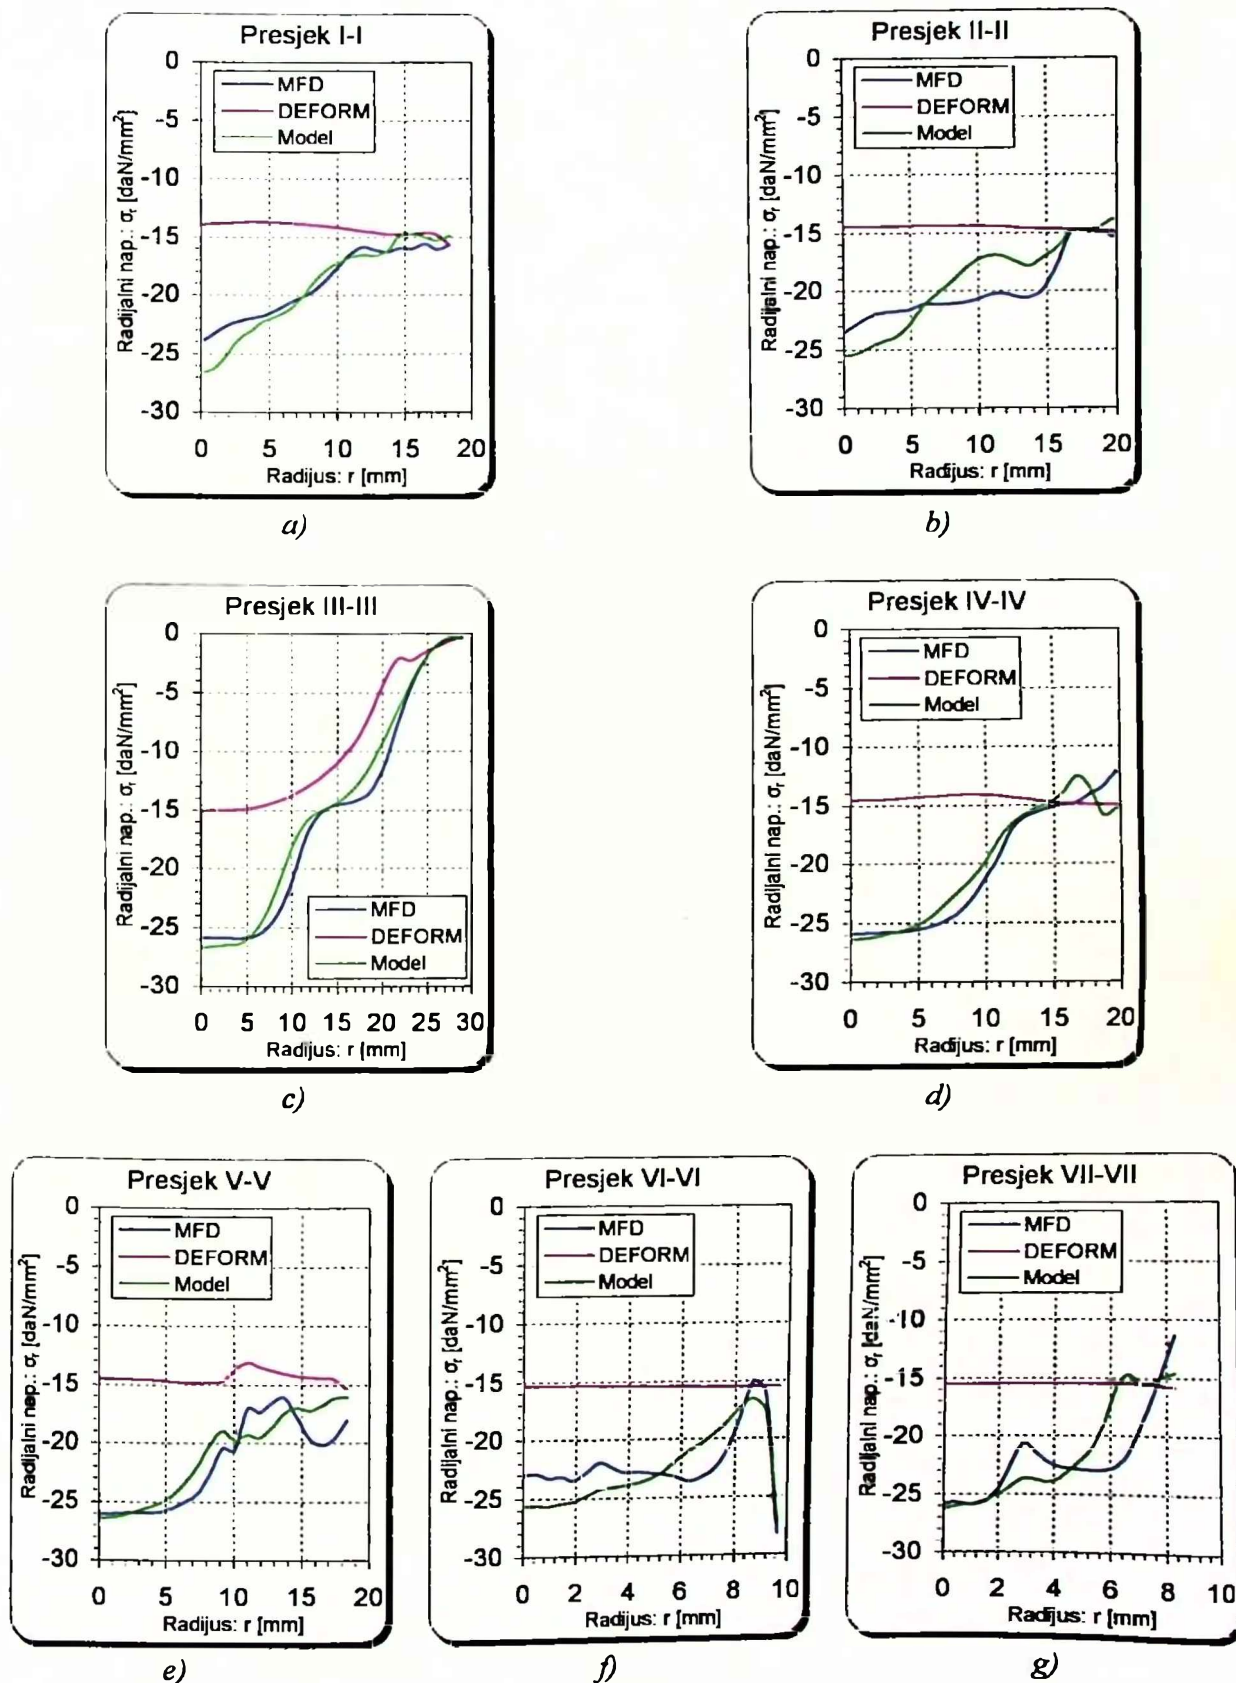 Presjek I-I
0
-5
-10
-15
-20
-25
-30
Radijalni nap.: σr [daN/mm²]
MFD
DEFORM
Model
0 5 10 15 20
Radijus: r [mm]
a)
Presjek II-II
0
-5
-10
-15
-20
-25
-30
Radijalni nap.: σr [daN/mm²]
MFD
DEFORM
Model
0 5 10 15 20
Radijus: r [mm]
b)
Presjek III-III
0
-5
-10
-15
-20
-25
-30
Radijalni nap.: σr [daN/mm²]
MFD
DEFORM
Model
0 5 10 15 20 25 30
Radijus: r [mm]
c)
Presjek IV-IV
0
-5
-10
-15
-20
-25
-30
Radijalni nap.: σr [daN/mm²]
MFD
DEFORM
Model
0 5 10 15 20
Radijus: r [mm]
d)
Presjek V-V
0
-5
-10
-15
-20
-25
-30
Radijalni nap.: σr [daN/mm²]
MFD
DEFORM
Model
0 5 10 15 20
Radijus: r [mm]
e)
Presjek VI-VI
0
-5
-10
-15
-20
-25
-30
Radijalni nap.: σr [daN/mm²]
MFD
DEFORM
Model
0 2 4 6 8 10
Radijus: r [mm]
f)
Presjek VII-VII
0
-5
-10
-15
-20
-25
-30
Radijalni nap.: σr [daN/mm²]
MFD
DEFORM
Model
0 2 4 6 8 10
Radijus: r [mm]
g)